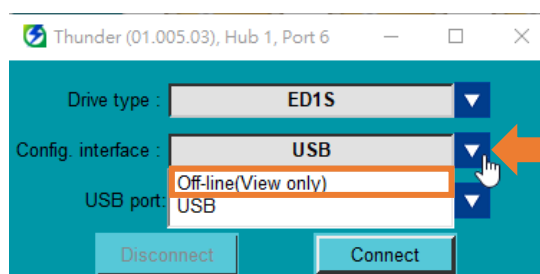 Thunder (01.005.03), Hub 1, Port 6
Drive type : ED1S
Config. interface : USB
Off-line(View only)
USB port: USB
Disconnect Connect